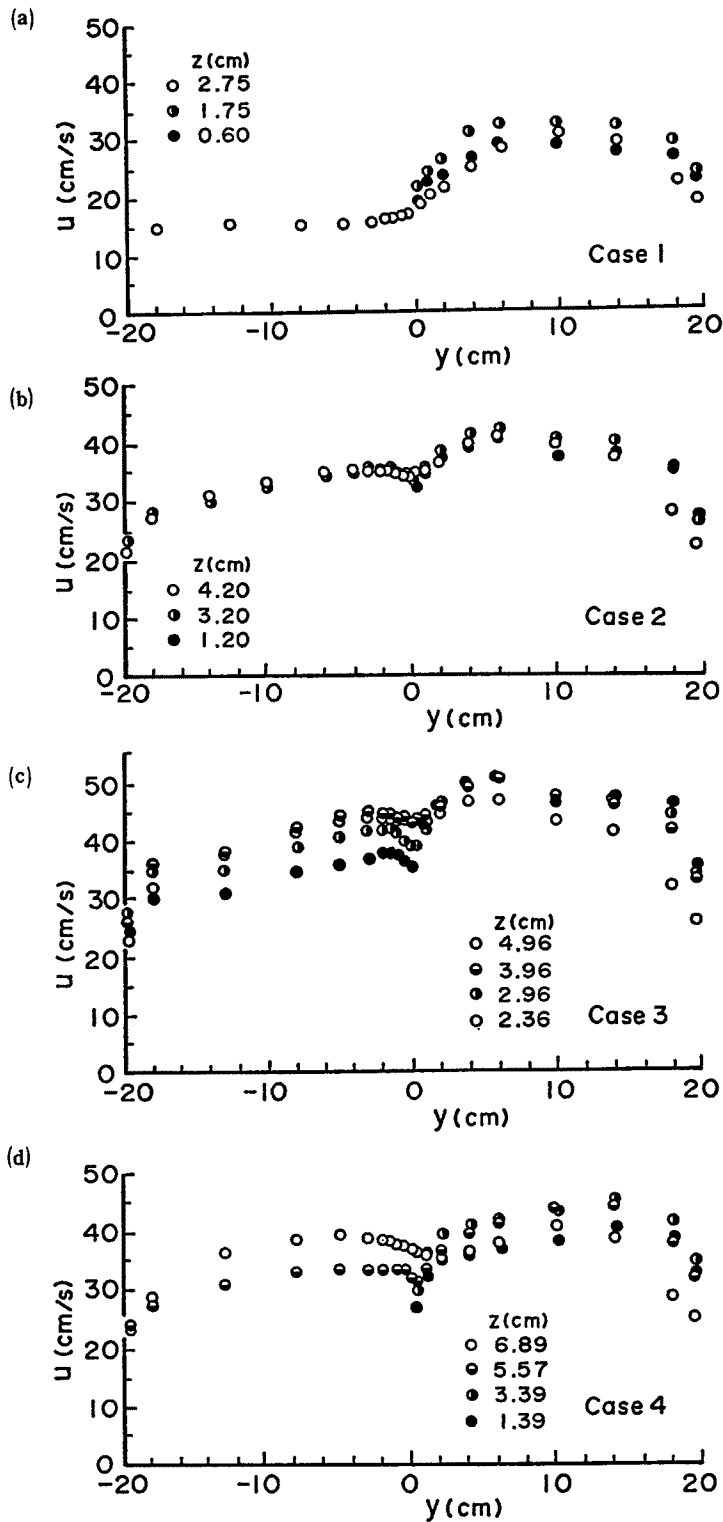 (a)
50
40
30
20
10
0
u (cm/s)
z (cm)
2.75
1.75
0.60
Case 1
-20
-10
0
10
20
y (cm)
(b)
50
40
30
20
10
0
u (cm/s)
z (cm)
4.20
3.20
1.20
Case 2
-20
-10
0
10
20
y (cm)
(c)
50
40
30
20
10
0
u (cm/s)
z (cm)
4.96
3.96
2.96
2.36
Case 3
-20
-10
0
10
20
y (cm)
(d)
50
40
30
20
10
0
u (cm/s)
z (cm)
6.89
5.57
3.39
1.39
Case 4
-20
-10
0
10
20
y (cm)